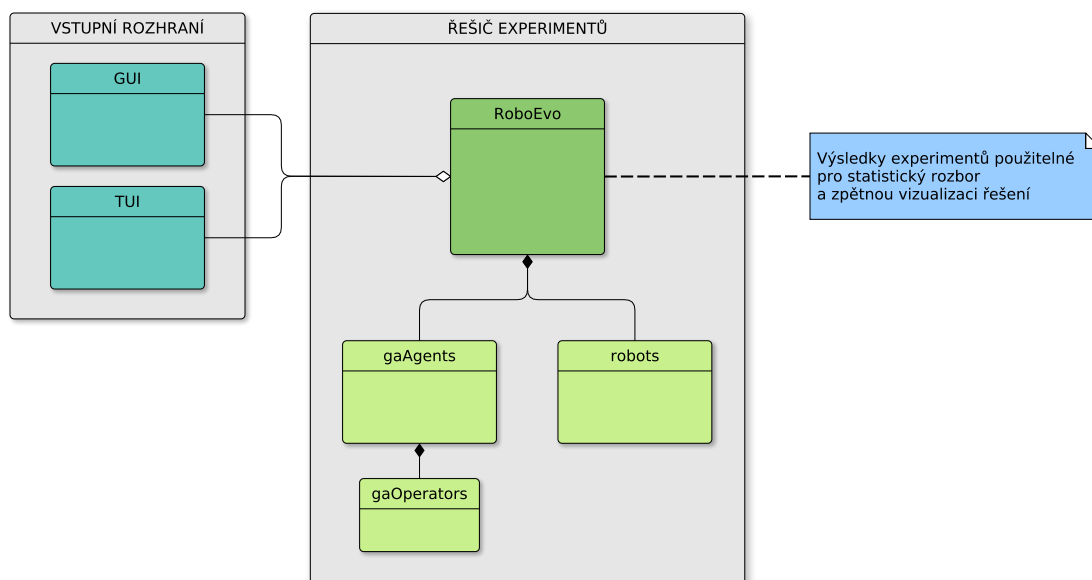 VSTUPNÍ ROZHRANÍ
GUI
TUI
ŘEŠIČ EXPERIMENTŮ
RoboEvo
gaAgents
robots
gaOperators
Výsledky experimentů použitelné
pro statistický rozbor
a zpětnou vizualizaci řešení